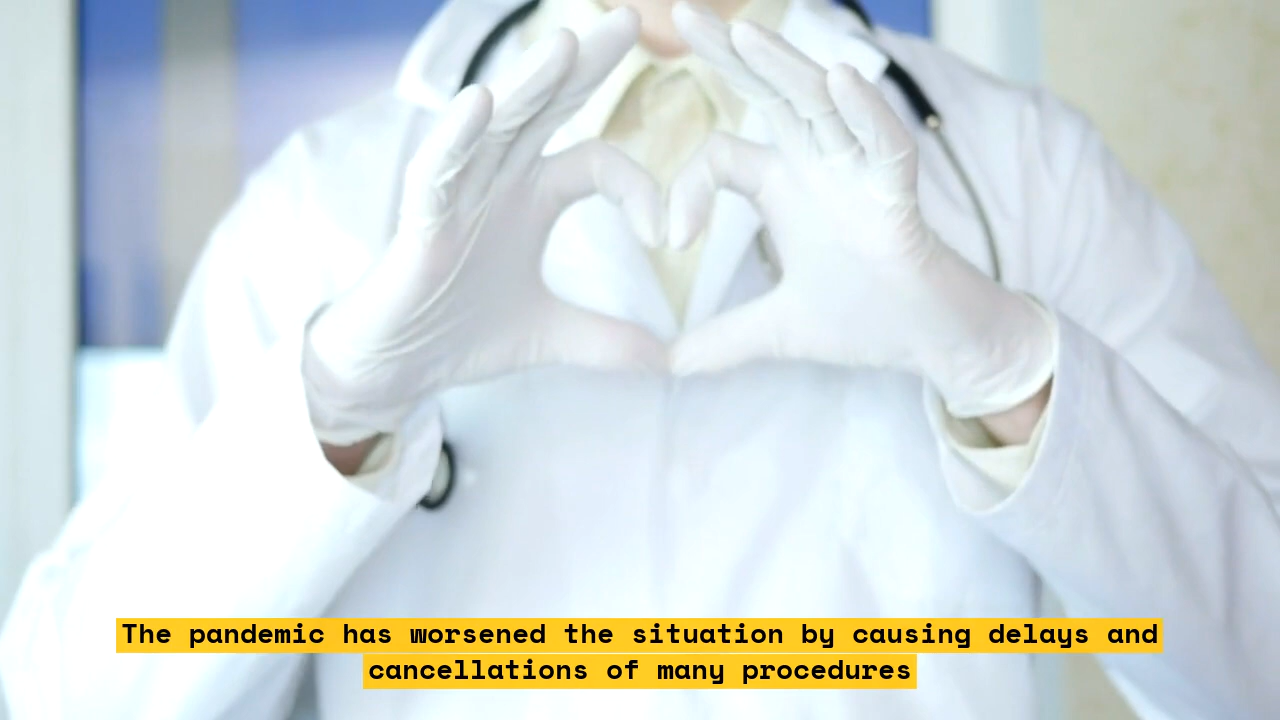 The pandemic has worsened the situation by causing delays and
cancellations of many procedures